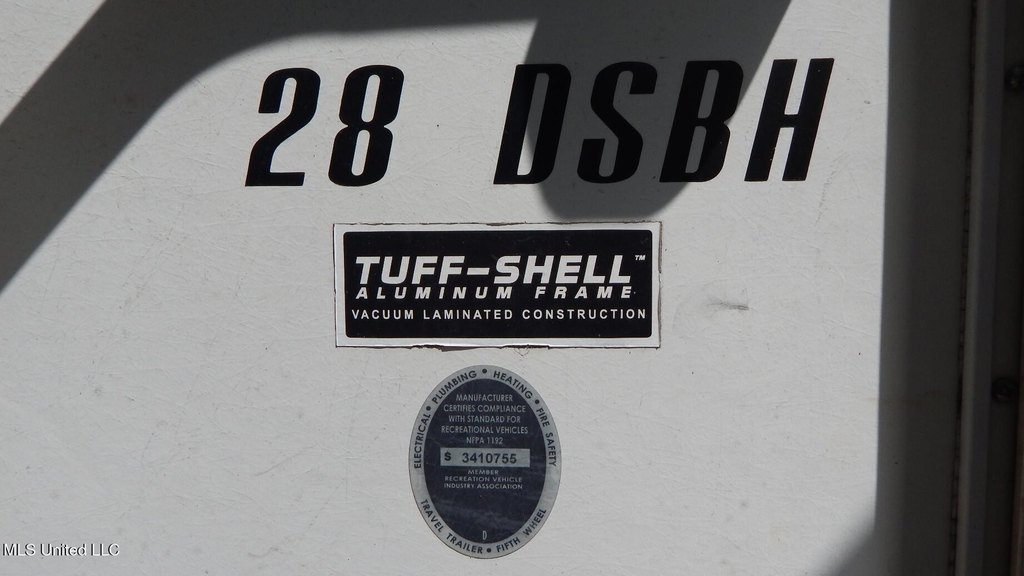 28 DSBH
TUFF-SHELL™
ALUMINUM FRAME
VACUUM LAMINATED CONSTRUCTION
ELECTRICAL • PLUMBING • HEATING • FIRE SAFETY
MANUFACTURER
CERTIFIES COMPLIANCE
WITH STANDARD FOR
RECREATIONAL VEHICLES
NFPA 1192
S 3410755
MEMBER
RECREATION VEHICLE
INDUSTRY ASSOCIATION
D
TRAVEL TRAILER • FIFTH WHEEL
MLS United LLC